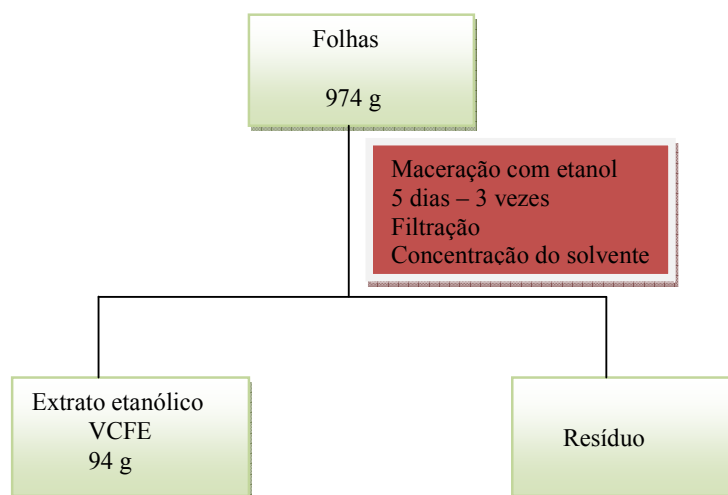 Folhas
974 g
Maceração com etanol
5 dias – 3 vezes
Filtração
Concentração do solvente
Extrato etanólico
VCFE
94 g
Resíduo